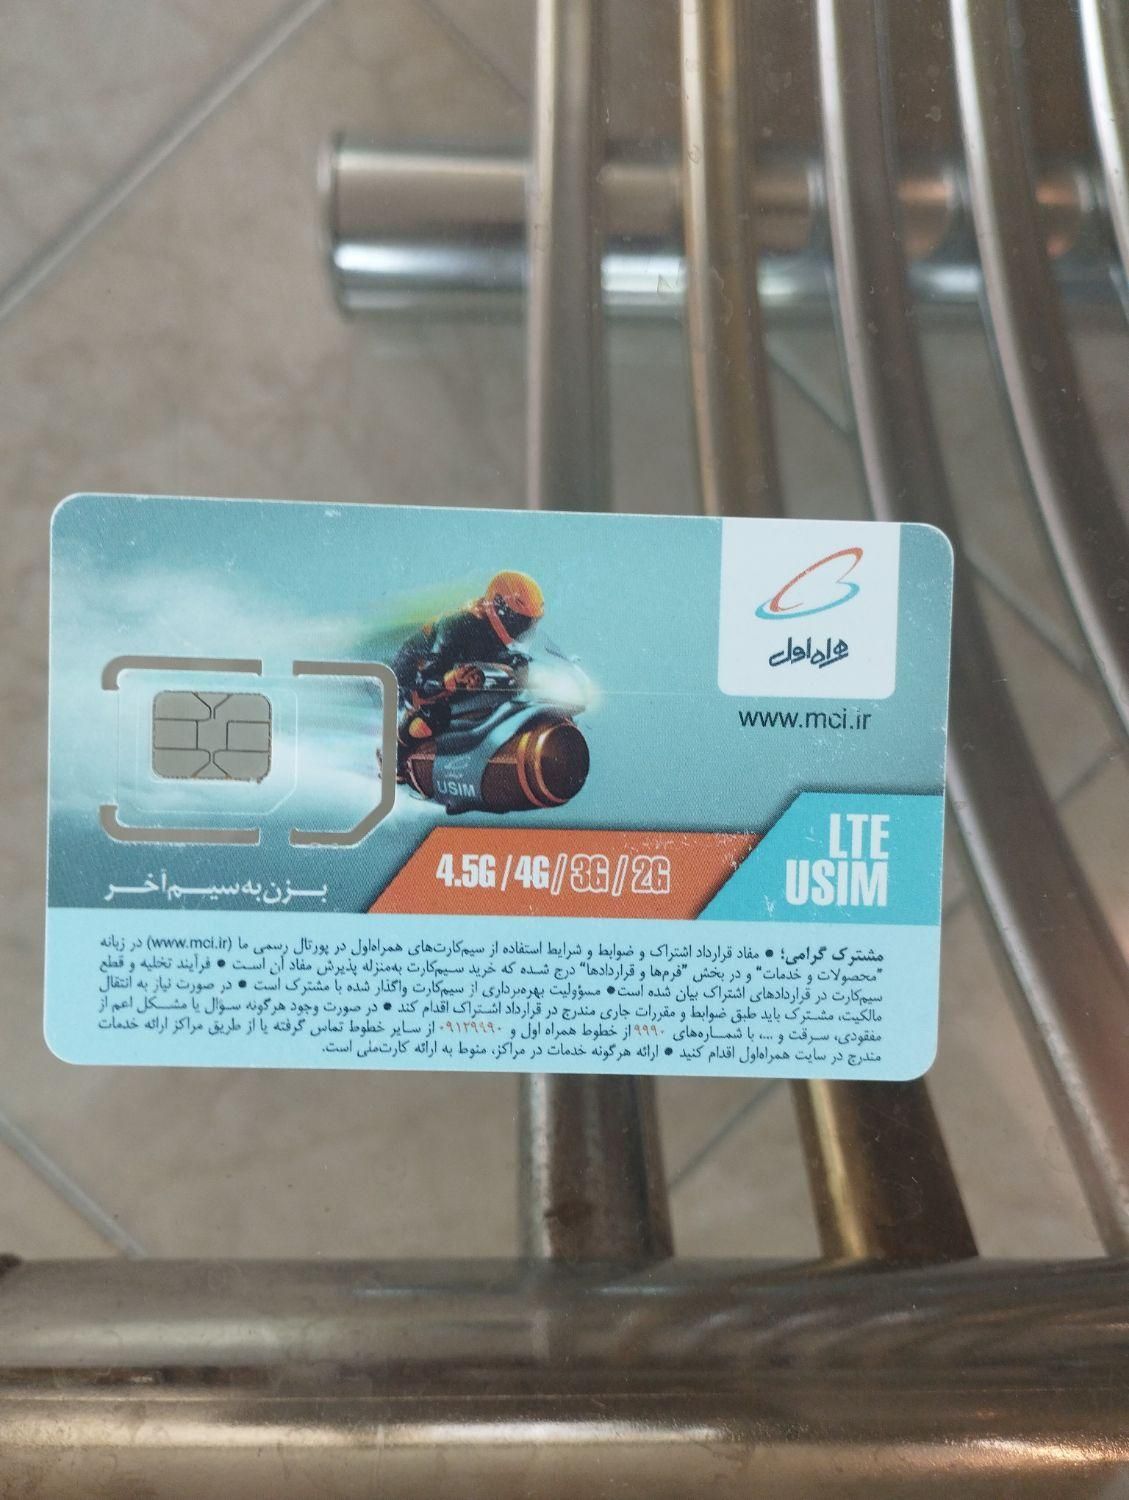 همراه اول
www.mci.ir
USIM
LTE
USIM
4.5G / 4G / 3G / 2G
بزن به سیم آخر
مشترک گرامی؛ • مفاد قرارداد اشتراک و ضوابط و شرایط استفاده از سیم‌کارت‌های همراه‌اول در پورتال رسمی ما (www.mci.ir) در زبانه
"محصولات و خدمات" و در بخش "فرم‌ها و قراردادها" درج شده که خرید سیم‌کارت به‌منزله پذیرش مفاد آن است • فرآیند تخلیه و قطع
سیم‌کارت در قراردادهای اشتراک بیان شده است• مسؤولیت بهره‌برداری از سیم‌کارت واگذار شده با مشترک است • در صورت نیاز به انتقال
مالکیت، مشترک باید طبق ضوابط و مقررات جاری مندرج در قرارداد اشتراک اقدام کند • در صورت وجود هرگونه سؤال یا مشکل اعم از
مفقودی، سرقت و ...، با شماره‌های ۹۹۹۰ از خطوط همراه اول و ۰۹۱۲۹۹۹۰ از سایر خطوط تماس گرفته یا از طریق مراکز ارائه خدمات
مندرج در سایت همراه‌اول اقدام کنید • ارائه هرگونه خدمات در مراکز، منوط به ارائه کارت‌ملی است.